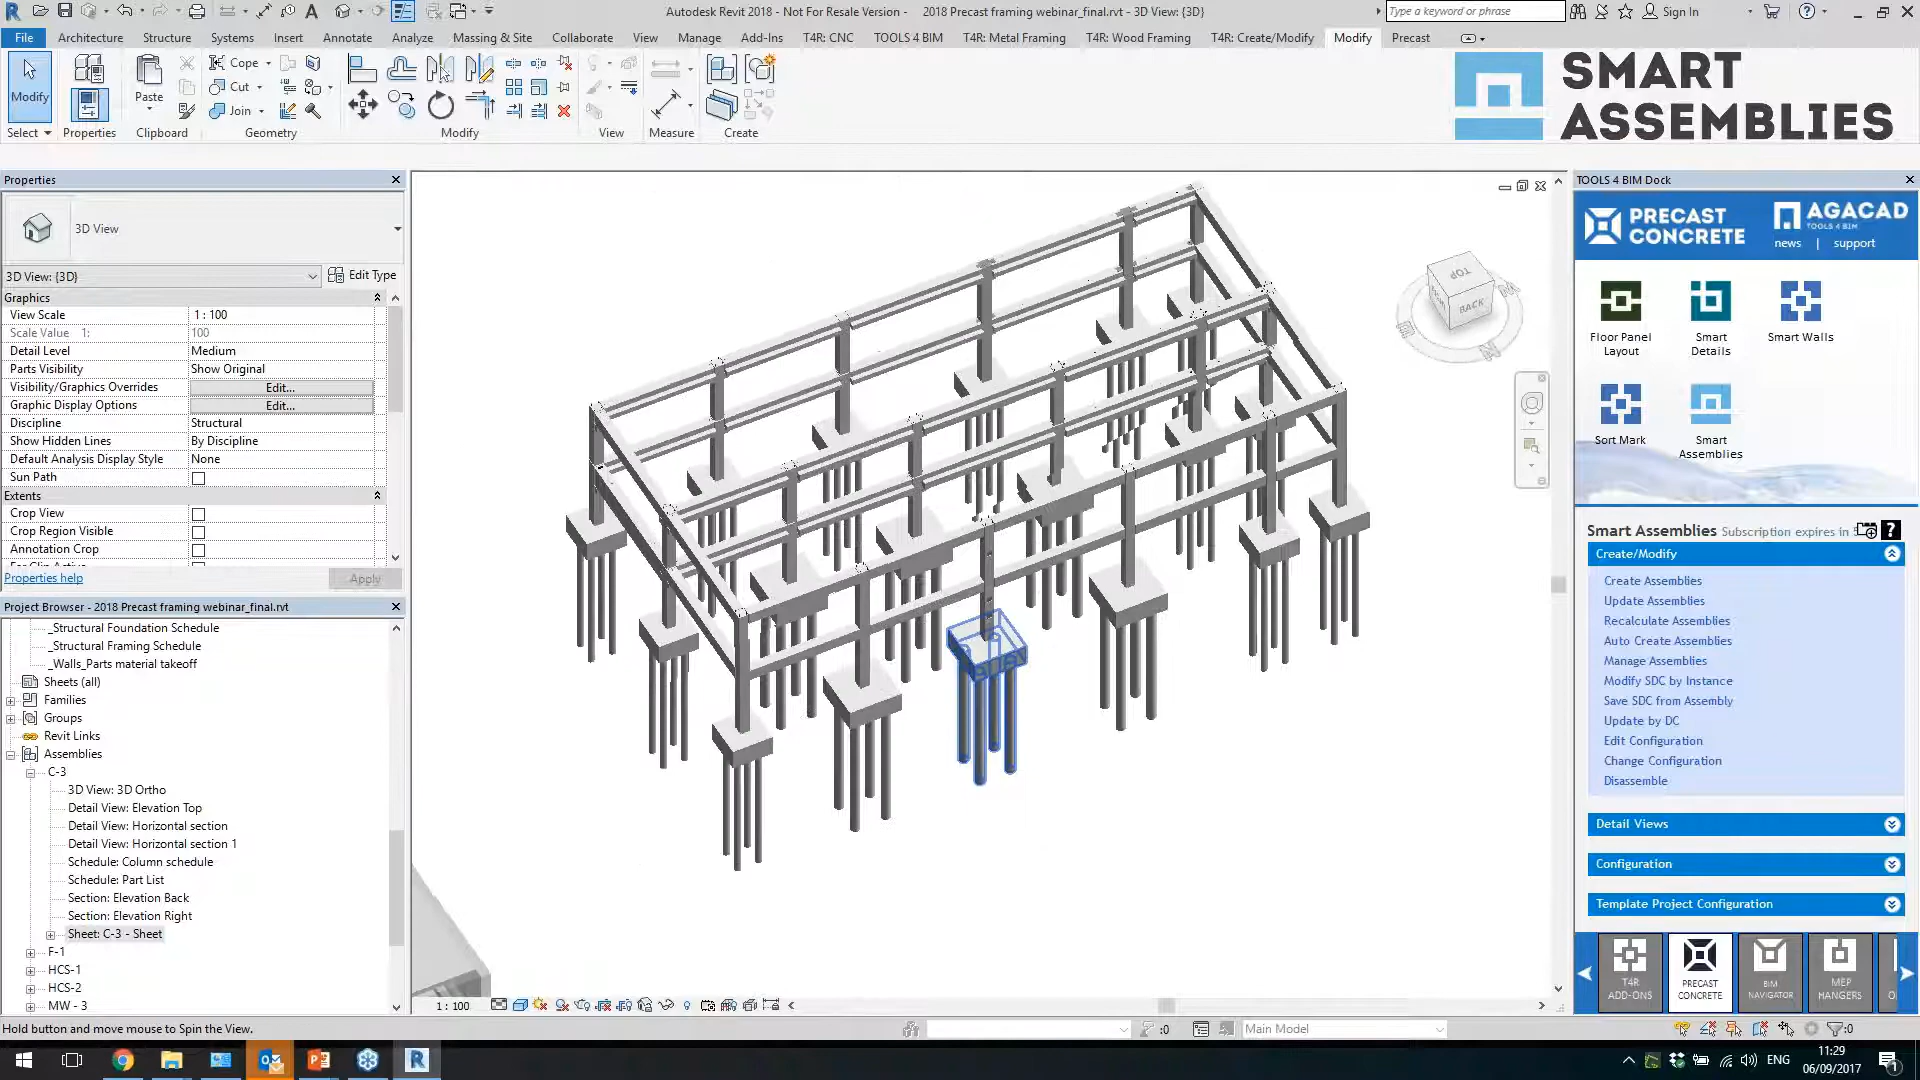 Autodesk Revit 2018 - Not For Resale Version - 2018 Precast framing webinar_final.rvt - 3D View: {3D}
Type a keyword or phrase
Sign In
File Architecture Structure Systems Insert Annotate Analyze Massing & Site Collaborate View Manage Add-Ins T4R: CNC TOOLS 4 BIM T4R: Metal Framing T4R: Wood Framing T4R: Create/Modify Modify Precast
Modify
Paste
Cope
Cut
Join
Select Properties Clipboard Geometry Modify View Measure Create
SMART
ASSEMBLIES
Properties
3D View
3D View: {3D}
Edit Type
Graphics
View Scale 1 : 100
Scale Value 1: 100
Detail Level Medium
Parts Visibility Show Original
Visibility/Graphics Overrides Edit...
Graphic Display Options Edit...
Discipline Structural
Show Hidden Lines By Discipline
Default Analysis Display Style None
Sun Path
Extents
Crop View
Crop Region Visible
Annotation Crop
Properties help
Apply
Project Browser - 2018 Precast framing webinar_final.rvt
_Structural Foundation Schedule
_Structural Framing Schedule
_Walls_Parts material takeoff
Sheets (all)
Families
Groups
Revit Links
Assemblies
C-3
3D View: 3D Ortho
Detail View: Elevation Top
Detail View: Horizontal section
Detail View: Horizontal section 1
Schedule: Column schedule
Schedule: Part List
Section: Elevation Back
Section: Elevation Right
Sheet: C-3 - Sheet
F-1
HCS-1
HCS-2
MW - 3
TOP
BACK
1 : 100
TOOLS 4 BIM Dock
PRECAST
CONCRETE
AGACAD
TOOLS 4 BIM
news | support
Floor Panel
Layout
Smart
Details
Smart Walls
Sort Mark
Smart
Assemblies
Smart Assemblies Subscription expires in
Create/Modify
Create Assemblies
Update Assemblies
Recalculate Assemblies
Auto Create Assemblies
Manage Assemblies
Modify SDC by Instance
Save SDC from Assembly
Update by DC
Edit Configuration
Change Configuration
Disassemble
Detail Views
Configuration
Template Project Configuration
T4R
ADD-ONS
PRECAST
CONCRETE
BIM
NAVIGATOR
MEP
HANGERS
Hold button and move mouse to Spin the View.
:0
Main Model
:0
ENG
11:29
06/09/2017